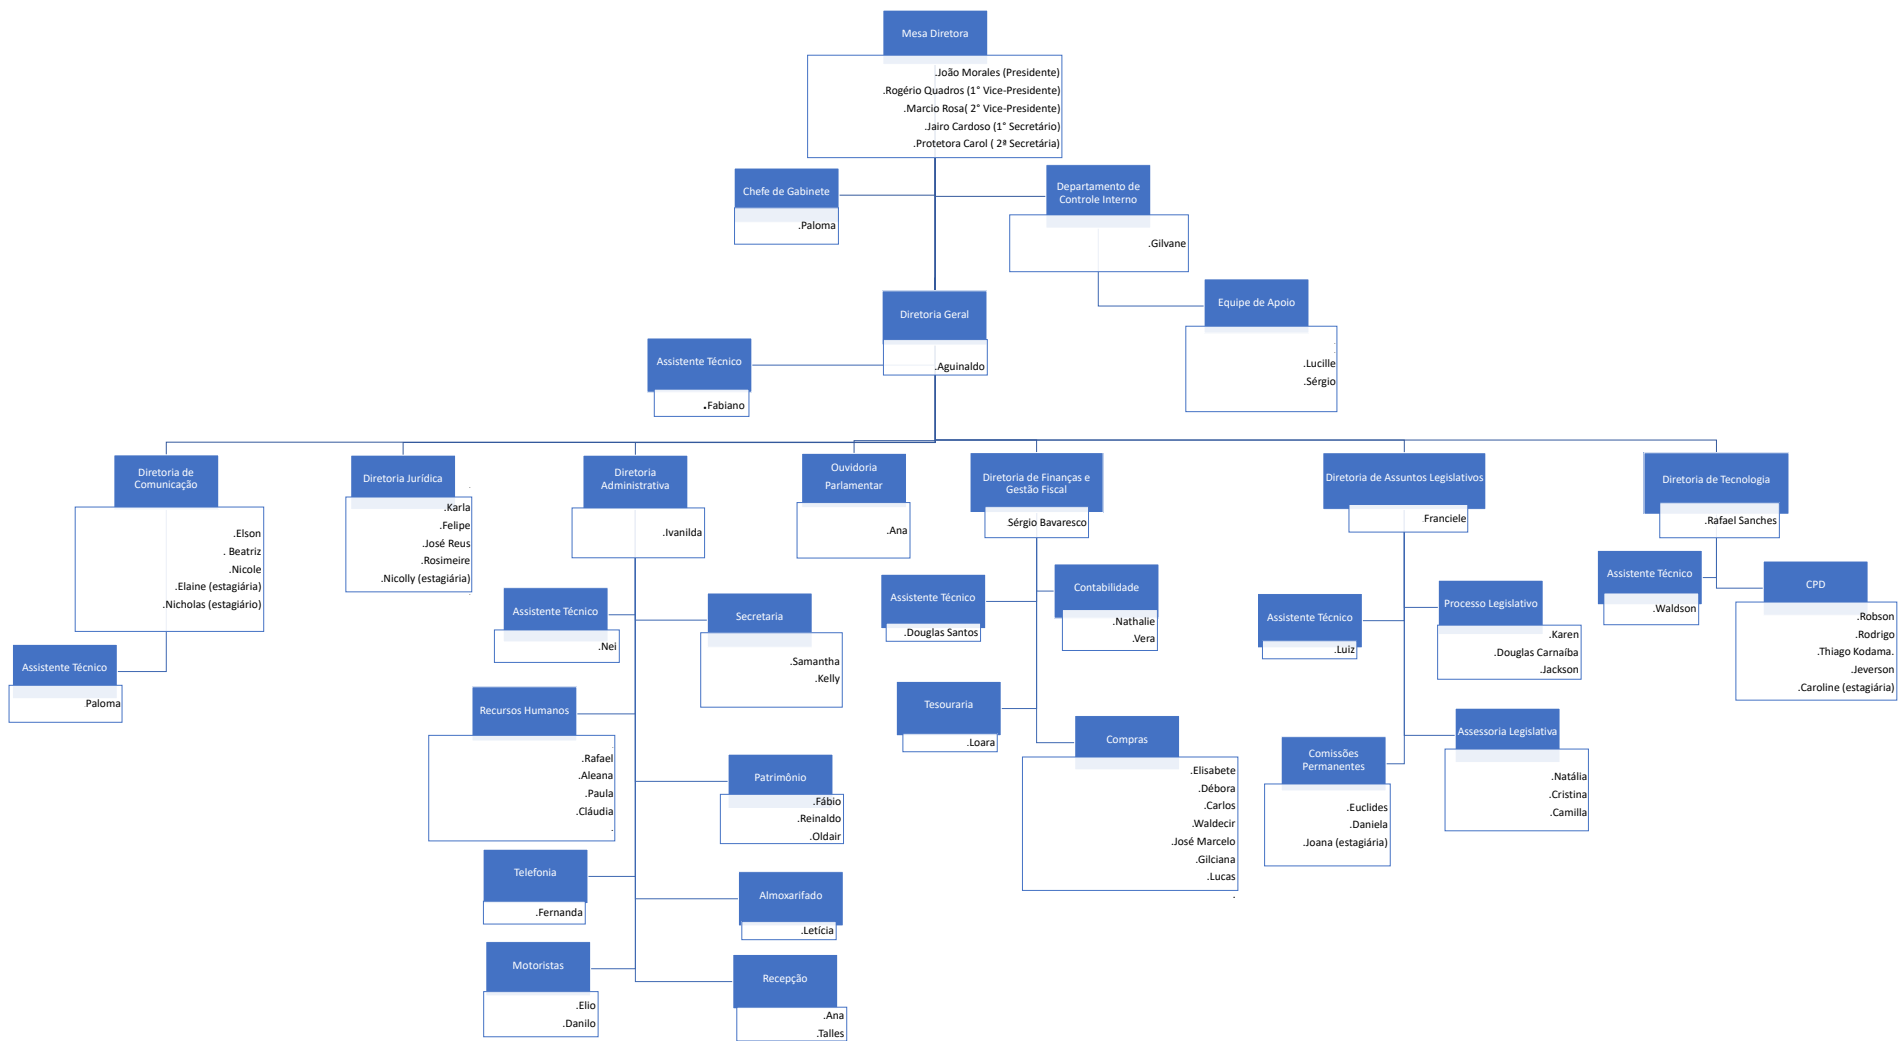 Mesa Diretora
.João Morales (Presidente)
.Rogério Quadros (1° Vice-Presidente)
.Marcio Rosa( 2° Vice-Presidente)
.Jairo Cardoso (1° Secretário)
.Protetora Carol ( 2ª Secretária)
Chefe de Gabinete
.Paloma
Departamento de
Controle Interno
.Gilvane
Equipe de Apoio
.
.
.Lucille
.Sérgio
Diretoria Geral
.Aguinaldo
Assistente Técnico
.Fabiano
Diretoria de
Comunicação
.Elson
. Beatriz
.Nicole
.Elaine (estagiária)
.Nicholas (estagiário)
Assistente Técnico
Paloma
Diretoria Jurídica
.
.Karla
.Felipe
.José Reus
.Rosimeire
.Nicolly (estagiária)
.
Diretoria
Administrativa
.Ivanilda
Assistente Técnico
.Nei
Secretaria
.Samantha
.Kelly
Recursos Humanos
.
.Rafael
.Aleana
.Paula
.Cláudia
.
Patrimônio
.Fábio
.Reinaldo
.Oldair
Telefonia
.Fernanda
Almoxarifado
.Letícia
Motoristas
.Elio
.Danilo
Recepção
.Ana
.Talles
Ouvidoria
Parlamentar
.Ana
Diretoria de Finanças e
Gestão Fiscal
Sérgio Bavaresco
Assistente Técnico
.Douglas Santos
Contabilidade
.Nathalie
.Vera
Tesouraria
.Loara
Compras
.Elisabete
.Débora
.Carlos
.Waldecir
.José Marcelo
.Gilciana
.Lucas
.
Diretoria de Assuntos Legislativos
.Franciele
Assistente Técnico
.Luiz
Processo Legislativo
.Karen
.Douglas Carnaíba
.Jackson
Comissões
Permanentes
.Euclides
.Daniela
.Joana (estagiária)
Assessoria Legislativa
.Natália
.Cristina
.Camilla
Diretoria de Tecnologia
.Rafael Sanches
Assistente Técnico
.Waldson
CPD
.Robson
.Rodrigo
.Thiago Kodama.
.Jeverson
.Caroline (estagiária)